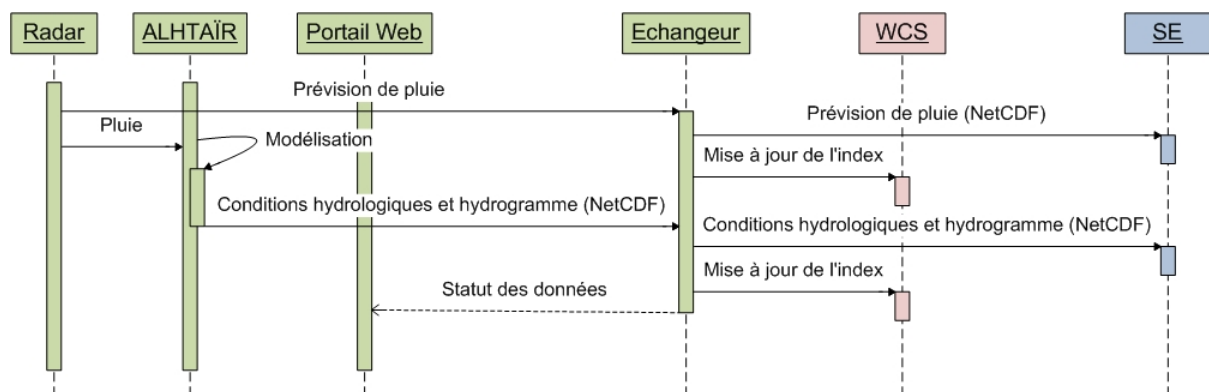 Radar
ALHTAÏR
Portail Web
Echangeur
WCS
SE
Prévision de pluie
Prévision de pluie (NetCDF)
Pluie
Modélisation
Mise à jour de l'index
Conditions hydrologiques et hydrogramme (NetCDF)
Conditions hydrologiques et hydrogramme (NetCDF)
Mise à jour de l'index
Statut des données